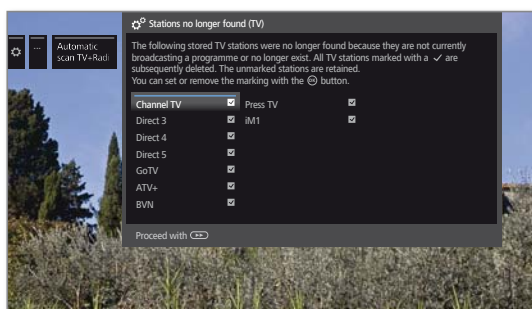 Stations no longer found (TV)
...
Automatic
scan TV+Radi
The following stored TV stations were no longer found because they are not currently
broadcasting a programme or no longer exist. All TV stations marked with a ✓ are
subsequently deleted. The unmarked stations are retained.
You can set or remove the marking with the OK button.
Channel TV
Press TV
Direct 3
iM1
Direct 4
Direct 5
GoTV
ATV+
BVN
Proceed with